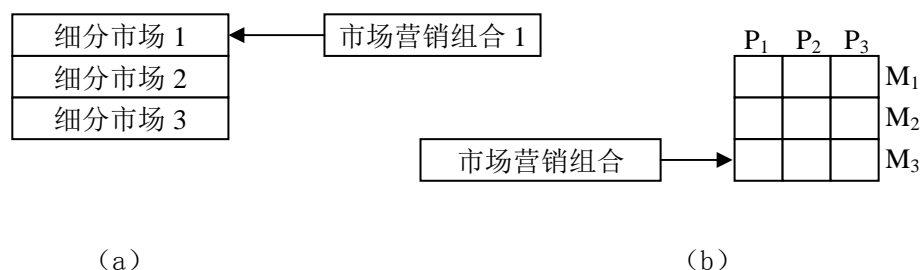 细分市场 1
细分市场 2
细分市场 3
市场营销组合 1
（a）
P1 P2 P3
M1
M2
M3
市场营销组合
（b）